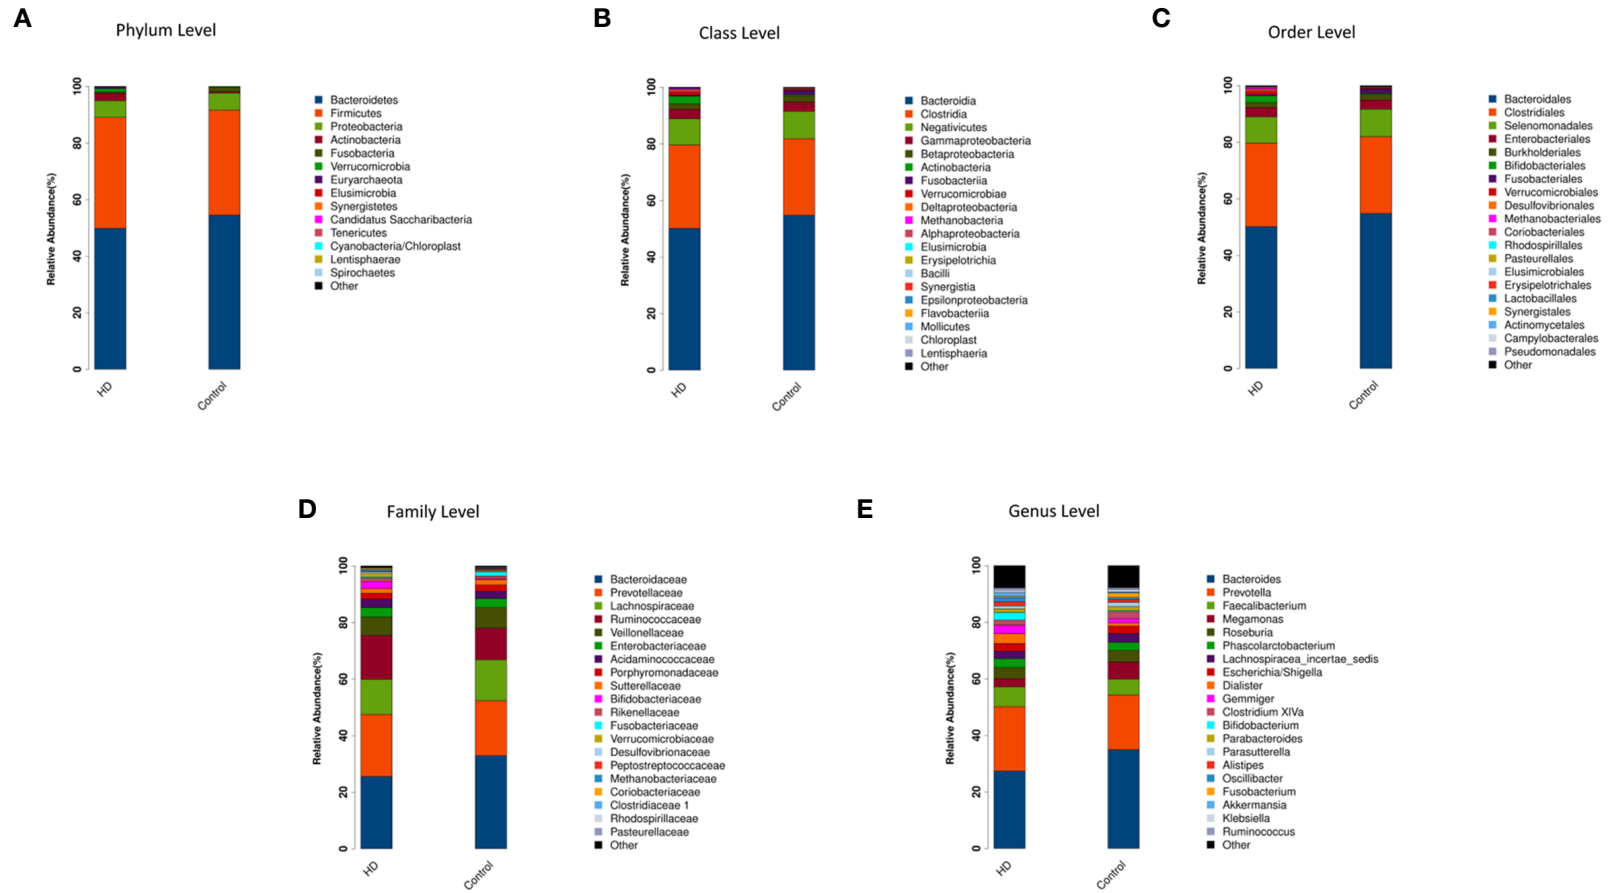 A
Phylum Level
Relative Abundance(%)
0
20
40
60
80
100
HD
Control
Bacteroidetes
Firmicutes
Proteobacteria
Actinobacteria
Fusobacteria
Verrucomicrobia
Euryarchaeota
Elusimicrobia
Synergistetes
Candidatus Saccharibacteria
Tenericutes
Cyanobacteria/Chloroplast
Lentisphaerae
Spirochaetes
Other
B
Class Level
Relative Abundance(%)
0
20
40
60
80
100
HD
Control
Bacteroidia
Clostridia
Negativicutes
Gammaproteobacteria
Betaproteobacteria
Actinobacteria
Fusobacteriia
Verrucomicrobiae
Deltaproteobacteria
Methanobacteria
Alphaproteobacteria
Elusimicrobia
Erysipelotrichia
Bacilli
Synergistia
Epsilonproteobacteria
Flavobacteriia
Mollicutes
Chloroplast
Lentisphaeria
Other
C
Order Level
Relative Abundance(%)
0
20
40
60
80
100
HD
Control
Bacteroidales
Clostridiales
Selenomonadales
Enterobacteriales
Burkholderiales
Bifidobacteriales
Fusobacteriales
Verrucomicrobiales
Desulfovibrionales
Methanobacteriales
Coriobacteriales
Rhodospirillales
Pasteurellales
Elusimicrobiales
Erysipelotrichales
Lactobacillales
Synergistales
Actinomycetales
Campylobacterales
Pseudomonadales
Other
D
Family Level
Relative Abundance(%)
0
20
40
60
80
100
HD
Control
Bacteroidaceae
Prevotellaceae
Lachnospiraceae
Ruminococcaceae
Veillonellaceae
Enterobacteriaceae
Acidaminococcaceae
Porphyromonadaceae
Sutterellaceae
Bifidobacteriaceae
Rikenellaceae
Fusobacteriaceae
Verrucomicrobiaceae
Desulfovibrionaceae
Peptostreptococcaceae
Methanobacteriaceae
Coriobacteriaceae
Clostridiaceae 1
Rhodospirillaceae
Pasteurellaceae
Other
E
Genus Level
Relative Abundance(%)
0
20
40
60
80
100
HD
Control
Bacteroides
Prevotella
Faecalibacterium
Megamonas
Roseburia
Phascolarctobacterium
Lachnospiracea_incertae_sedis
Escherichia/Shigella
Dialister
Gemmiger
Clostridium XIVa
Bifidobacterium
Parabacteroides
Parasutterella
Alistipes
Oscillibacter
Fusobacterium
Akkermansia
Klebsiella
Ruminococcus
Other